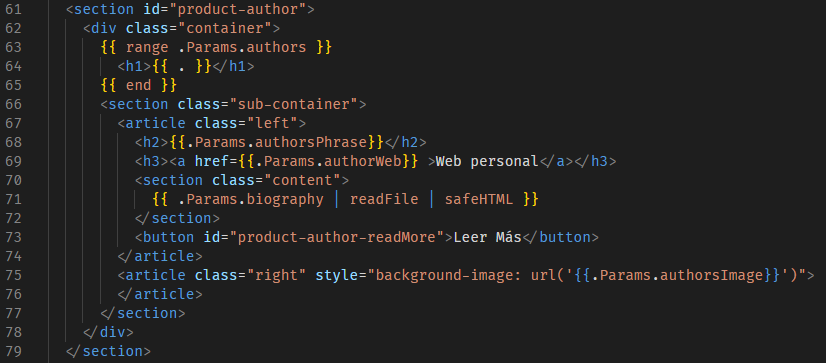 61 <section id="product-author">
62 <div class="container">
63 {{ range .Params.authors }}
64 <h1>{{ . }}</h1>
65 {{ end }}
66 <section class="sub-container">
67 <article class="left">
68 <h2>{{.Params.authorsPhrase}}</h2>
69 <h3><a href={{.Params.authorWeb}} >Web personal</a></h3>
70 <section class="content">
71 {{ .Params.biography | readFile | safeHTML }}
72 </section>
73 <button id="product-author-readMore">Leer Más</button>
74 </article>
75 <article class="right" style="background-image: url('{{.Params.authorsImage}}')">
76 </article>
77 </section>
78 </div>
79 </section>